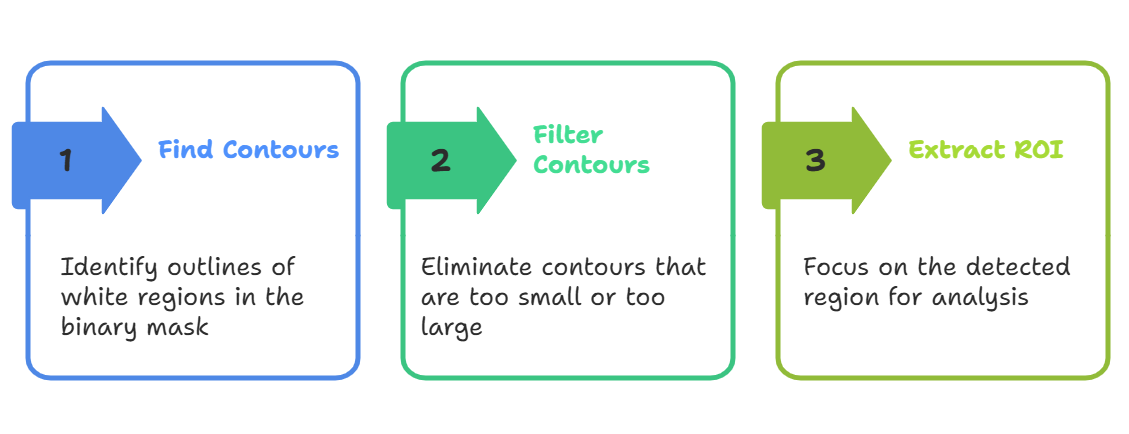 1
Find Contours
Identify outlines of
white regions in the
binary mask
2
Filter
Contours
Eliminate contours that
are too small or too
large
3
Extract ROI
Focus on the detected
region for analysis